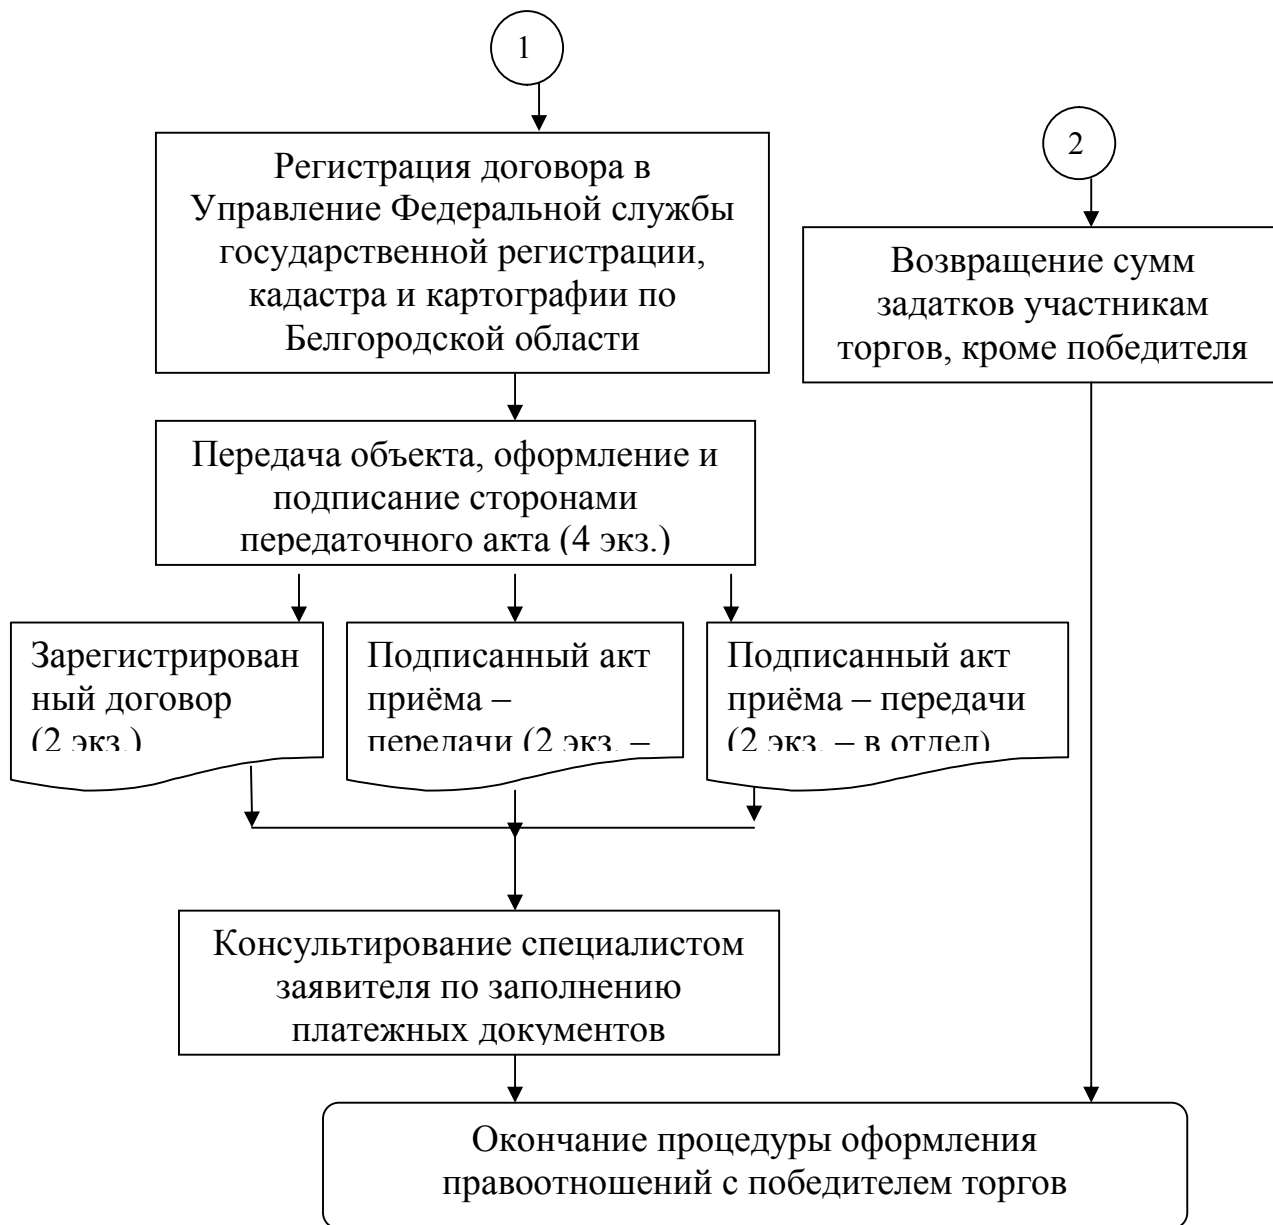 1
Регистрация договора в
Управление Федеральной службы
государственной регистрации,
кадастра и картографии по
Белгородской области
2
Возвращение сумм
задатков участникам
торгов, кроме победителя
Передача объекта, оформление и
подписание сторонами
передаточного акта (4 экз.)
Зарегистрирован
ный договор
(2 экз.)
Подписанный акт
приёма –
передачи (2 экз. –
Подписанный акт
приёма – передачи
(2 экз. – в отдел)
Консультирование специалистом
заявителя по заполнению
платежных документов
Окончание процедуры оформления
правоотношений с победителем торгов